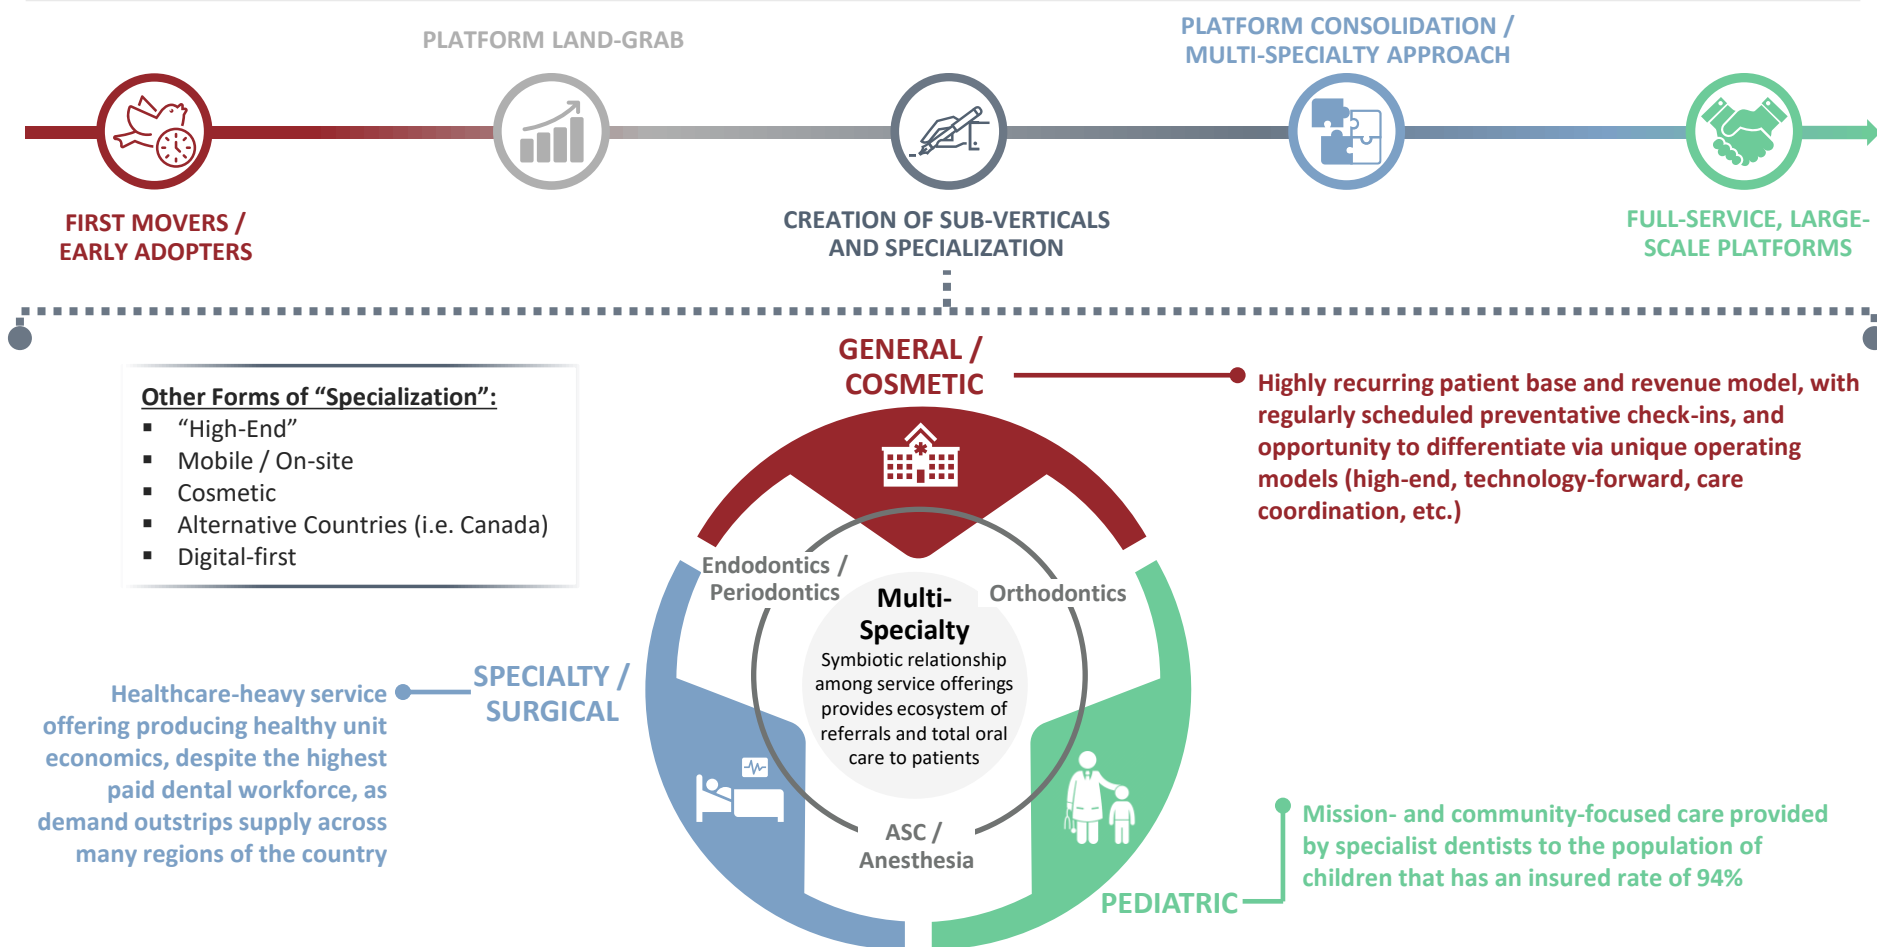 PLATFORM LAND-GRAB
PLATFORM CONSOLIDATION /
MULTI-SPECIALTY APPROACH
FIRST MOVERS /
EARLY ADOPTERS
CREATION OF SUB-VERTICALS
AND SPECIALIZATION
FULL-SERVICE, LARGE-
SCALE PLATFORMS
Other Forms of “Specialization”:
▪ “High-End”
▪ Mobile / On-site
▪ Cosmetic
▪ Alternative Countries (i.e. Canada)
▪ Digital-first
GENERAL /
COSMETIC
Highly recurring patient base and revenue model, with
regularly scheduled preventative check-ins, and
opportunity to differentiate via unique operating
models (high-end, technology-forward, care
coordination, etc.)
Endodontics /
Periodontics
Orthodontics
Multi-
Specialty
Symbiotic relationship
among service offerings
provides ecosystem of
referrals and total oral
care to patients
ASC /
Anesthesia
SPECIALTY /
SURGICAL
Healthcare-heavy service
offering producing healthy unit
economics, despite the highest
paid dental workforce, as
demand outstrips supply across
many regions of the country
PEDIATRIC
Mission- and community-focused care provided
by specialist dentists to the population of
children that has an insured rate of 94%